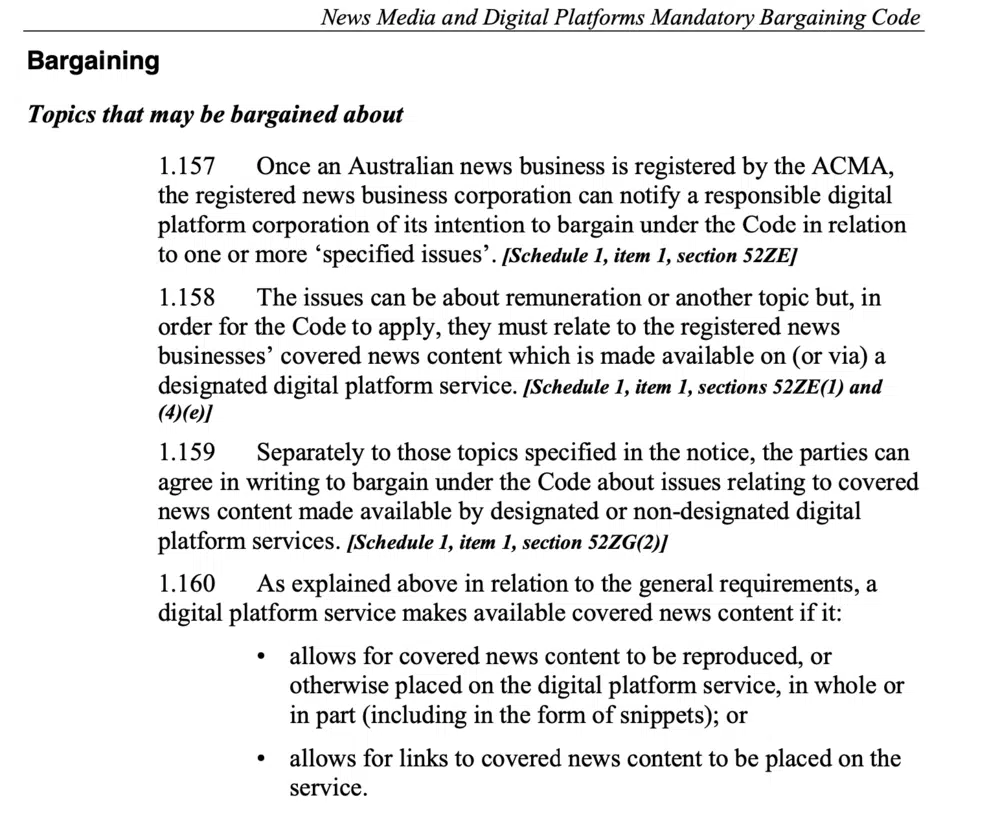 News Media and Digital Platforms Mandatory Bargaining Code
Bargaining
Topics that may be bargained about
1.157 Once an Australian news business is registered by the ACMA,
the registered news business corporation can notify a responsible digital
platform corporation of its intention to bargain under the Code in relation
to one or more ‘specified issues’. [Schedule 1, item 1, section 52ZE]
1.158 The issues can be about remuneration or another topic but, in
order for the Code to apply, they must relate to the registered news
businesses’ covered news content which is made available on (or via) a
designated digital platform service. [Schedule 1, item 1, sections 52ZE(1) and
(4)(e)]
1.159 Separately to those topics specified in the notice, the parties can
agree in writing to bargain under the Code about issues relating to covered
news content made available by designated or non-designated digital
platform services. [Schedule 1, item 1, section 52ZG(2)]
1.160 As explained above in relation to the general requirements, a
digital platform service makes available covered news content if it:
• allows for covered news content to be reproduced, or
otherwise placed on the digital platform service, in whole or
in part (including in the form of snippets); or
• allows for links to covered news content to be placed on the
service.